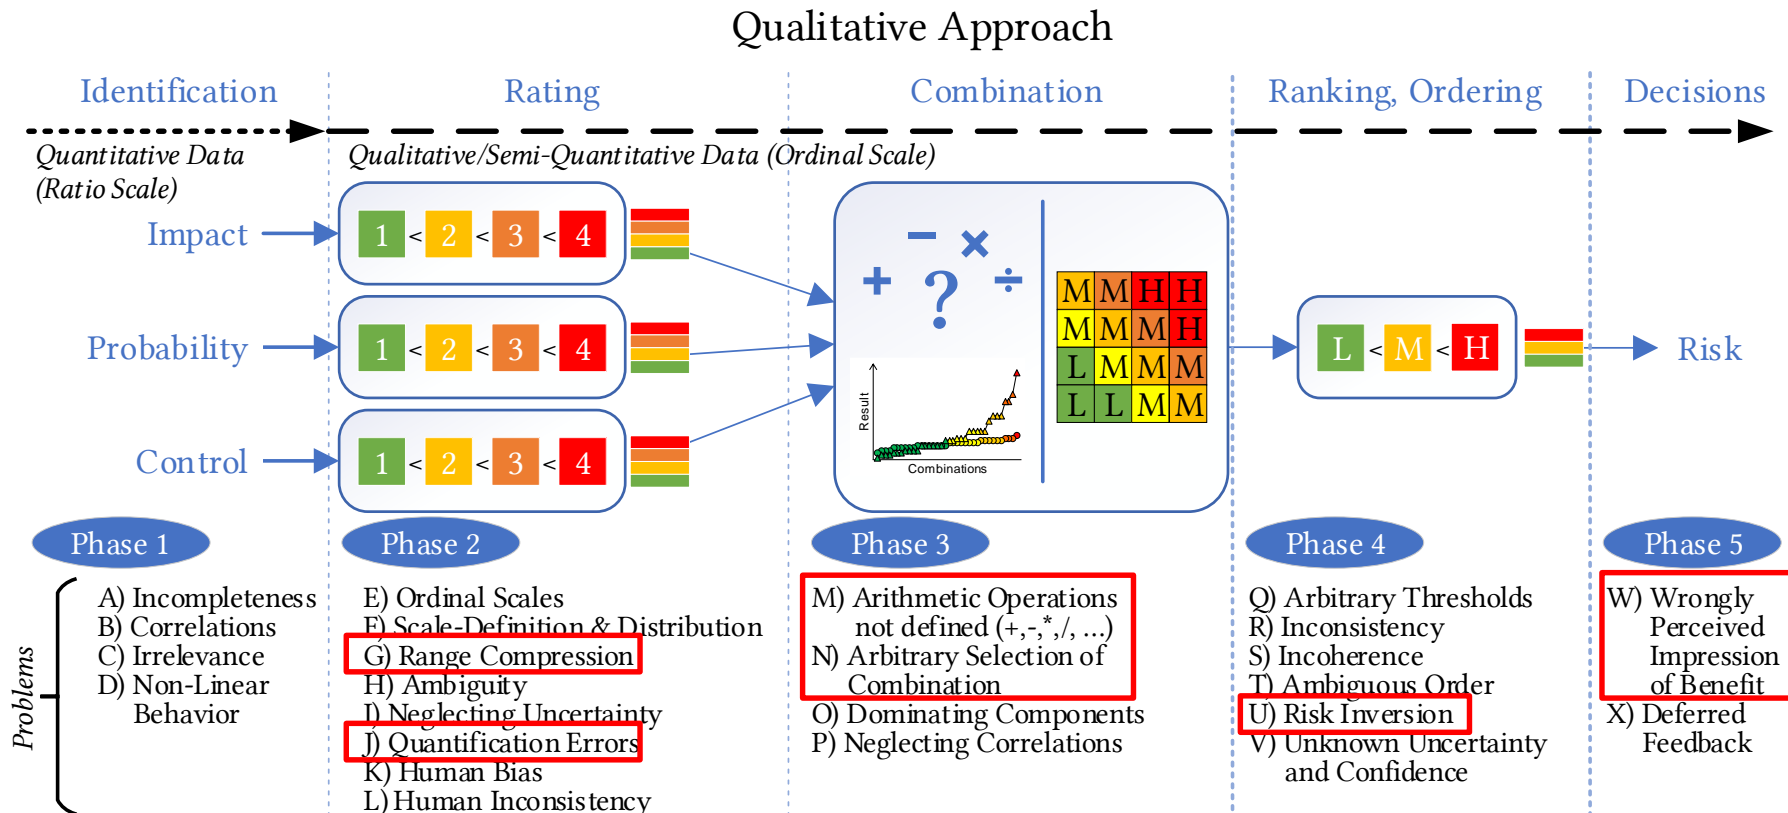 Qualitative Approach
Identification
Rating
Combination
Ranking, Ordering
Decisions
Quantitative Data
(Ratio Scale)
Qualitative/Semi-Quantitative Data (Ordinal Scale)
Impact
1 < 2 < 3 < 4
Probability
1 < 2 < 3 < 4
Control
1 < 2 < 3 < 4
− ×
+ ? ÷
Result
Combinations
M M H H
M M M H
L M M M
L L M M
L < M < H
Risk
Phase 1
Phase 2
Phase 3
Phase 4
Phase 5
Problems
A) Incompleteness
B) Correlations
C) Irrelevance
D) Non-Linear
Behavior
E) Ordinal Scales
F) Scale-Definition & Distribution
G) Range Compression
H) Ambiguity
I) Neglecting Uncertainty
J) Quantification Errors
K) Human Bias
L) Human Inconsistency
M) Arithmetic Operations
not defined (+,-,*,/, ...)
N) Arbitrary Selection of
Combination
O) Dominating Components
P) Neglecting Correlations
Q) Arbitrary Thresholds
R) Inconsistency
S) Incoherence
T) Ambiguous Order
U) Risk Inversion
V) Unknown Uncertainty
and Confidence
W) Wrongly
Perceived
Impression
of Benefit
X) Deferred
Feedback